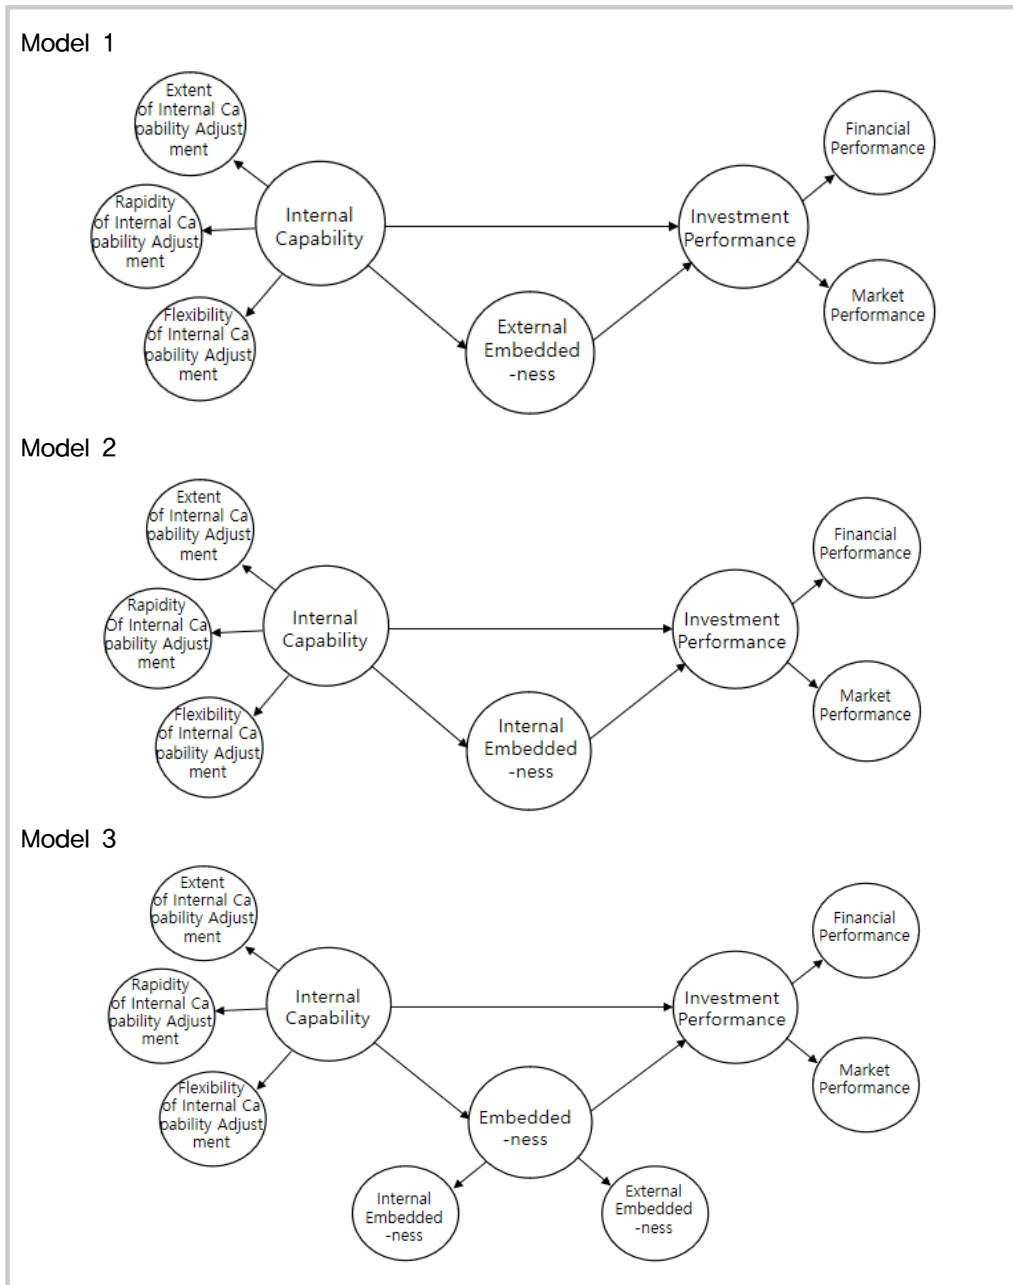 Model 1
Extent
of Internal Ca
pability Adjust
ment
Rapidity
of Internal Ca
pability Adjust
ment
Flexibility
of Internal Ca
pability Adjust
ment
Internal
Capability
External
Embedded
-ness
Investment
Performance
Financial
Performance
Market
Performance
Model 2
Extent
of Internal Ca
pability Adjust
ment
Rapidity
Of Internal Ca
pability Adjust
ment
Flexibility
of Internal Ca
pability Adjust
ment
Internal
Capability
Internal
Embedded
-ness
Investment
Performance
Financial
Performance
Market
Performance
Model 3
Extent
of Internal Ca
pability Adjust
ment
Rapidity
of Internal Ca
pability Adjust
ment
Flexibility
of Internal Ca
pability Adjust
ment
Internal
Capability
Embedded
-ness
Internal
Embedded
-ness
External
Embedded
-ness
Investment
Performance
Financial
Performance
Market
Performance